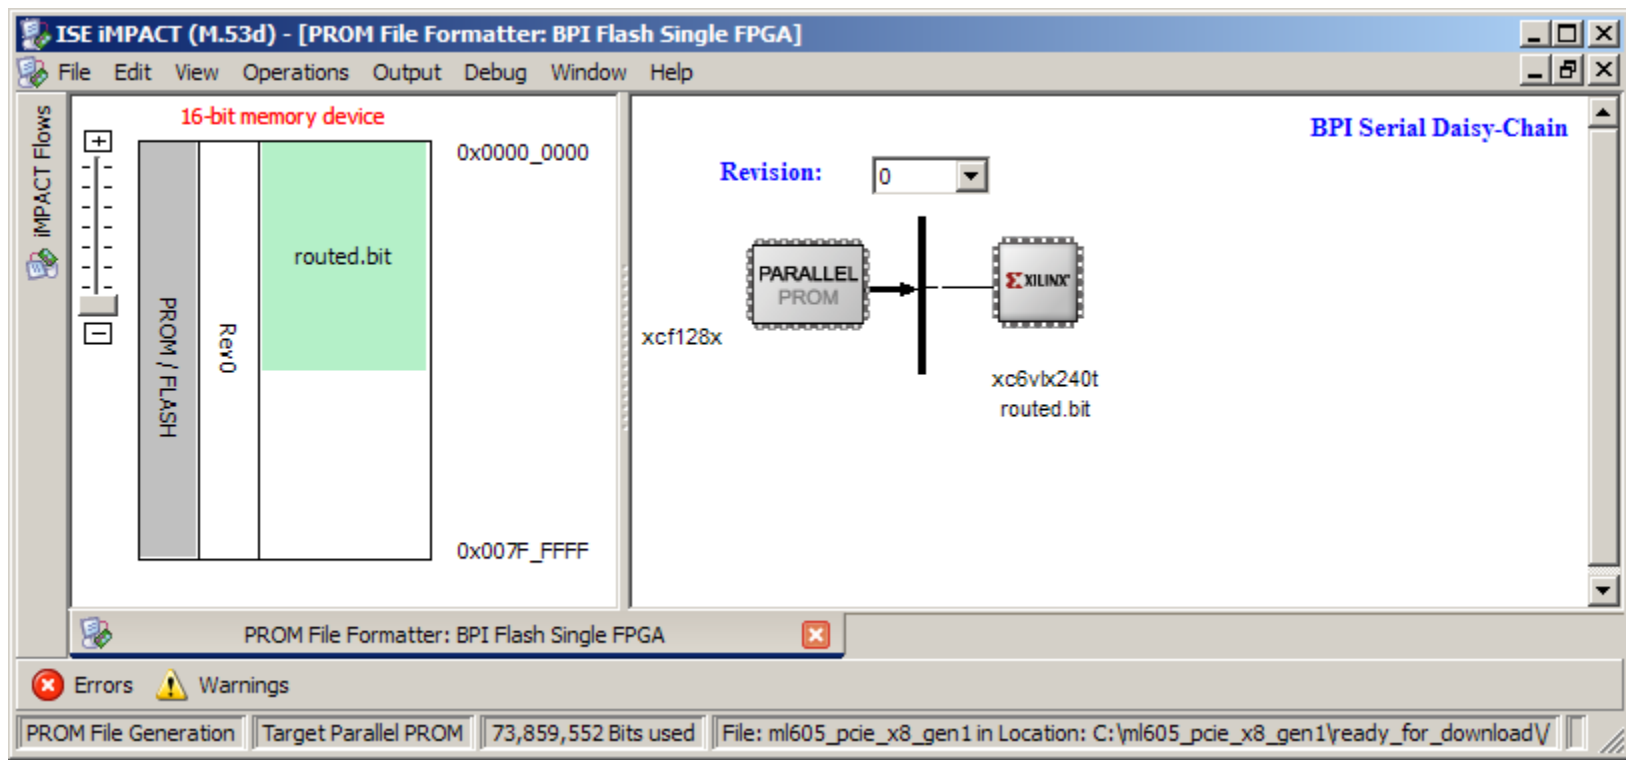 ISE iMPACT (M.53d) - [PROM File Formatter: BPI Flash Single FPGA]
File Edit View Operations Output Debug Window Help
iMPACT Flows
16-bit memory device
0x0000_0000
routed.bit
PROM / FLASH
Rev0
0x007F_FFFF
BPI Serial Daisy-Chain
Revision: 0
PARALLEL
PROM
XILINX
xcf128x
xc6vlx240t
routed.bit
PROM File Formatter: BPI Flash Single FPGA
Errors Warnings
PROM File Generation Target Parallel PROM 73,859,552 Bits used File: ml605_pcie_x8_gen1 in Location: C:\ml605_pcie_x8_gen1\ready_for_download\/